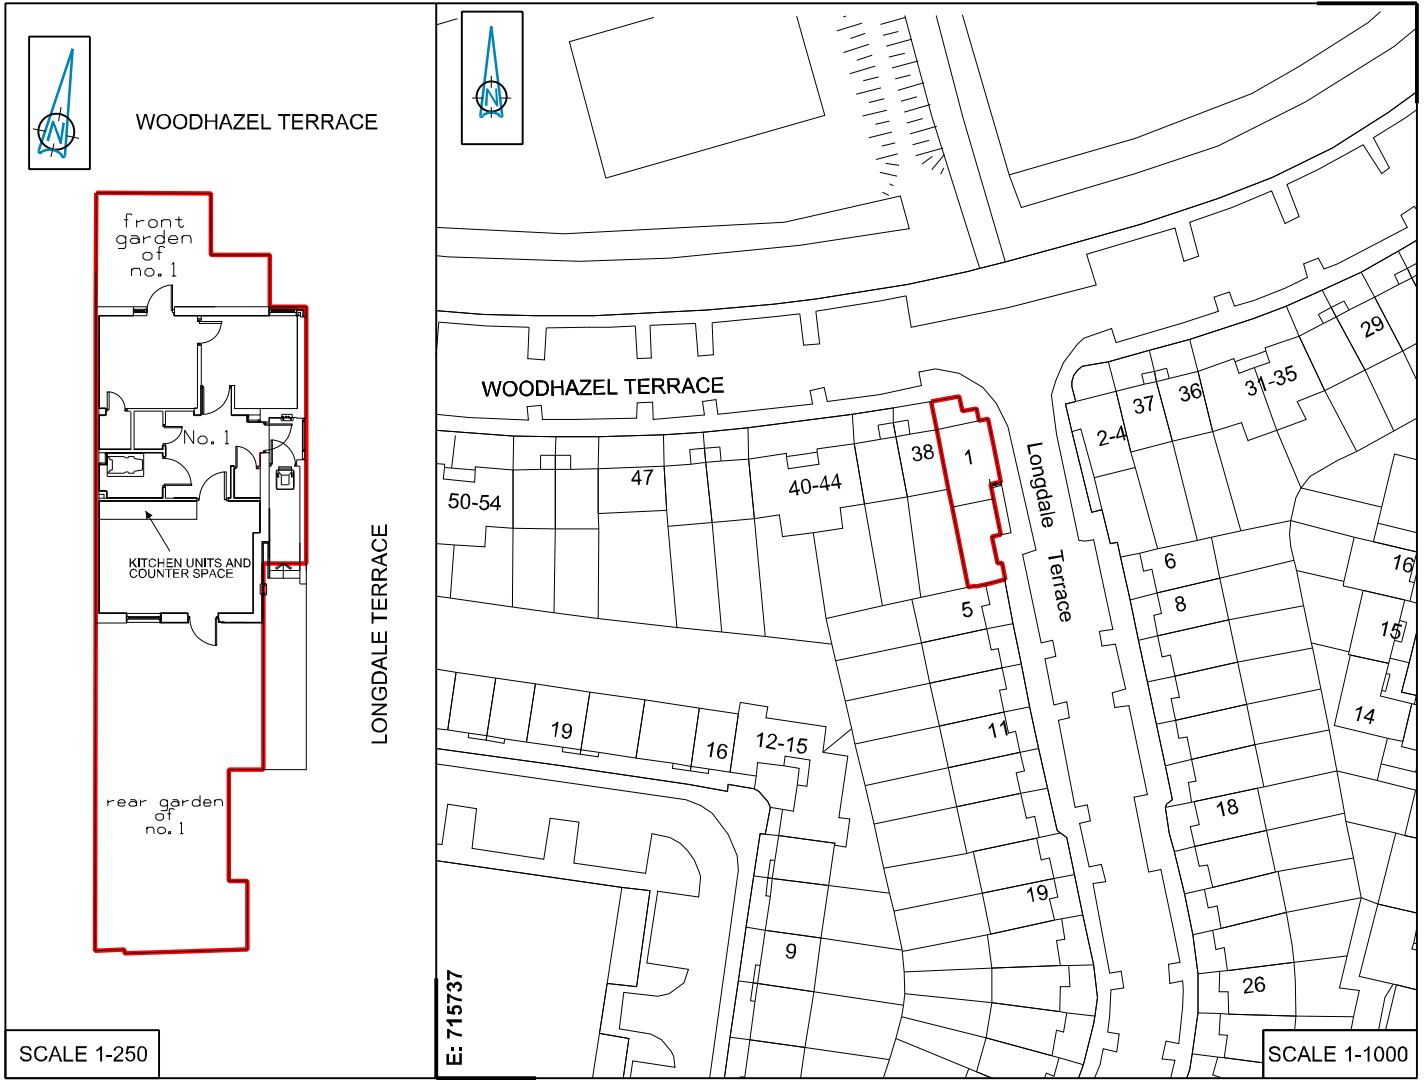 N
WOODHAZEL TERRACE
front
garden
of
no.1
No. 1
KITCHEN UNITS AND
COUNTER SPACE
LONGDALE TERRACE
rear garden
of
no.1
SCALE 1-250
N
WOODHAZEL TERRACE
29
31-35
36
37
2-4
38
1
47
40-44
50-54
Longdale Terrace
5
6
8
16
15
14
11
19
16
12-15
18
19
9
26
E: 715737
SCALE 1-1000